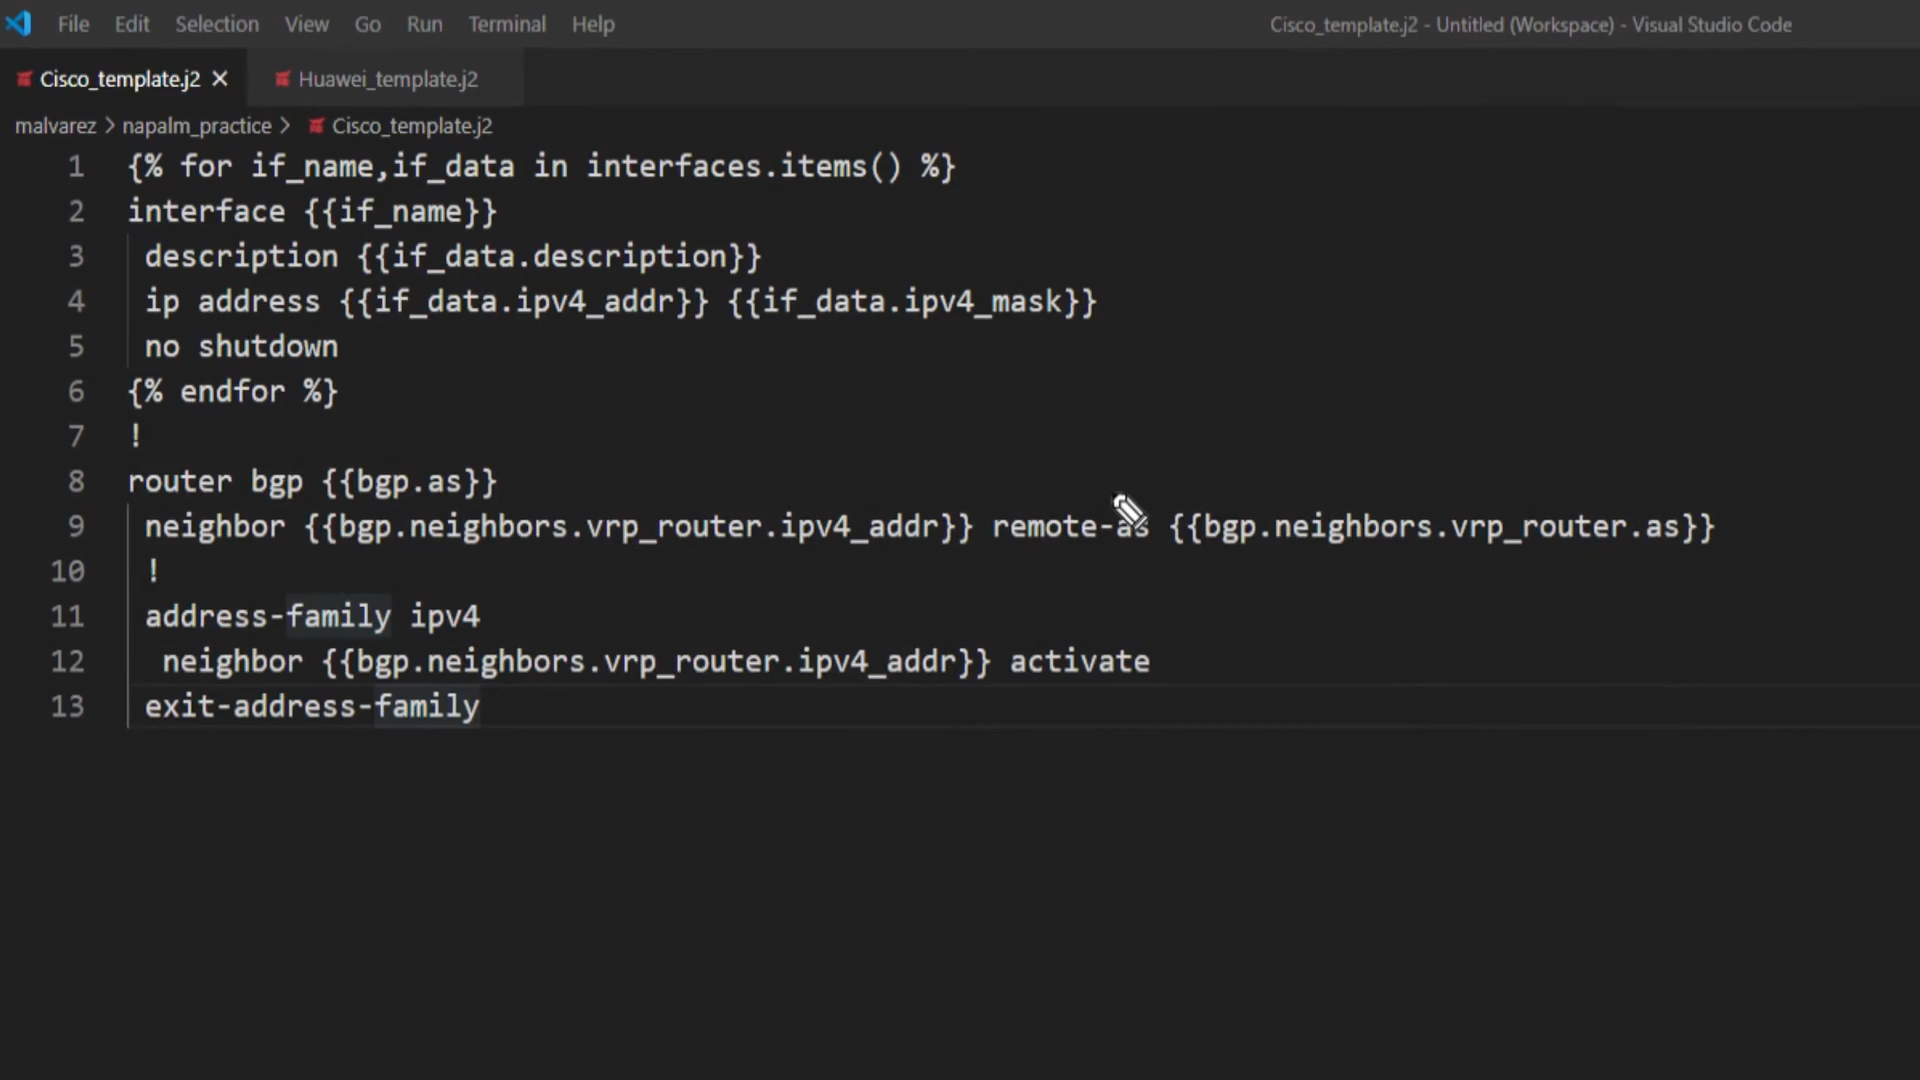 File Edit Selection View Go Run Terminal Help Cisco_template.j2 - Untitled (Workspace) - Visual Studio Code
Cisco_template.j2 Huawei_template.j2
malvarez > napalm_practice > Cisco_template.j2
1 {% for if_name,if_data in interfaces.items() %}
2 interface {{if_name}}
3 description {{if_data.description}}
4 ip address {{if_data.ipv4_addr}} {{if_data.ipv4_mask}}
5 no shutdown
6 {% endfor %}
7 !
8 router bgp {{bgp.as}}
9 neighbor {{bgp.neighbors.vrp_router.ipv4_addr}} remote-as {{bgp.neighbors.vrp_router.as}}
10 !
11 address-family ipv4
12 neighbor {{bgp.neighbors.vrp_router.ipv4_addr}} activate
13 exit-address-family